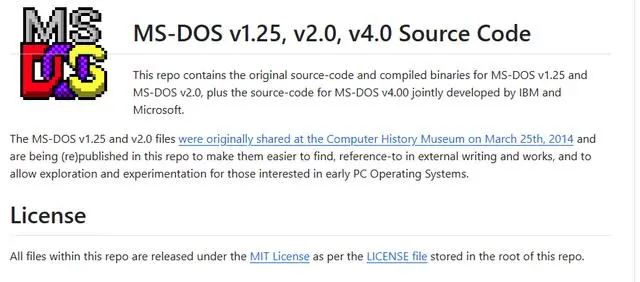 MS
DOS
MS-DOS v1.25, v2.0, v4.0 Source Code
This repo contains the original source-code and compiled binaries for MS-DOS v1.25 and
MS-DOS v2.0, plus the source-code for MS-DOS v4.00 jointly developed by IBM and
Microsoft.
The MS-DOS v1.25 and v2.0 files were originally shared at the Computer History Museum on March 25th, 2014 and
are being (re)published in this repo to make them easier to find, reference-to in external writing and works, and to
allow exploration and experimentation for those interested in early PC Operating Systems.
License
All files within this repo are released under the MIT License as per the LICENSE file stored in the root of this repo.